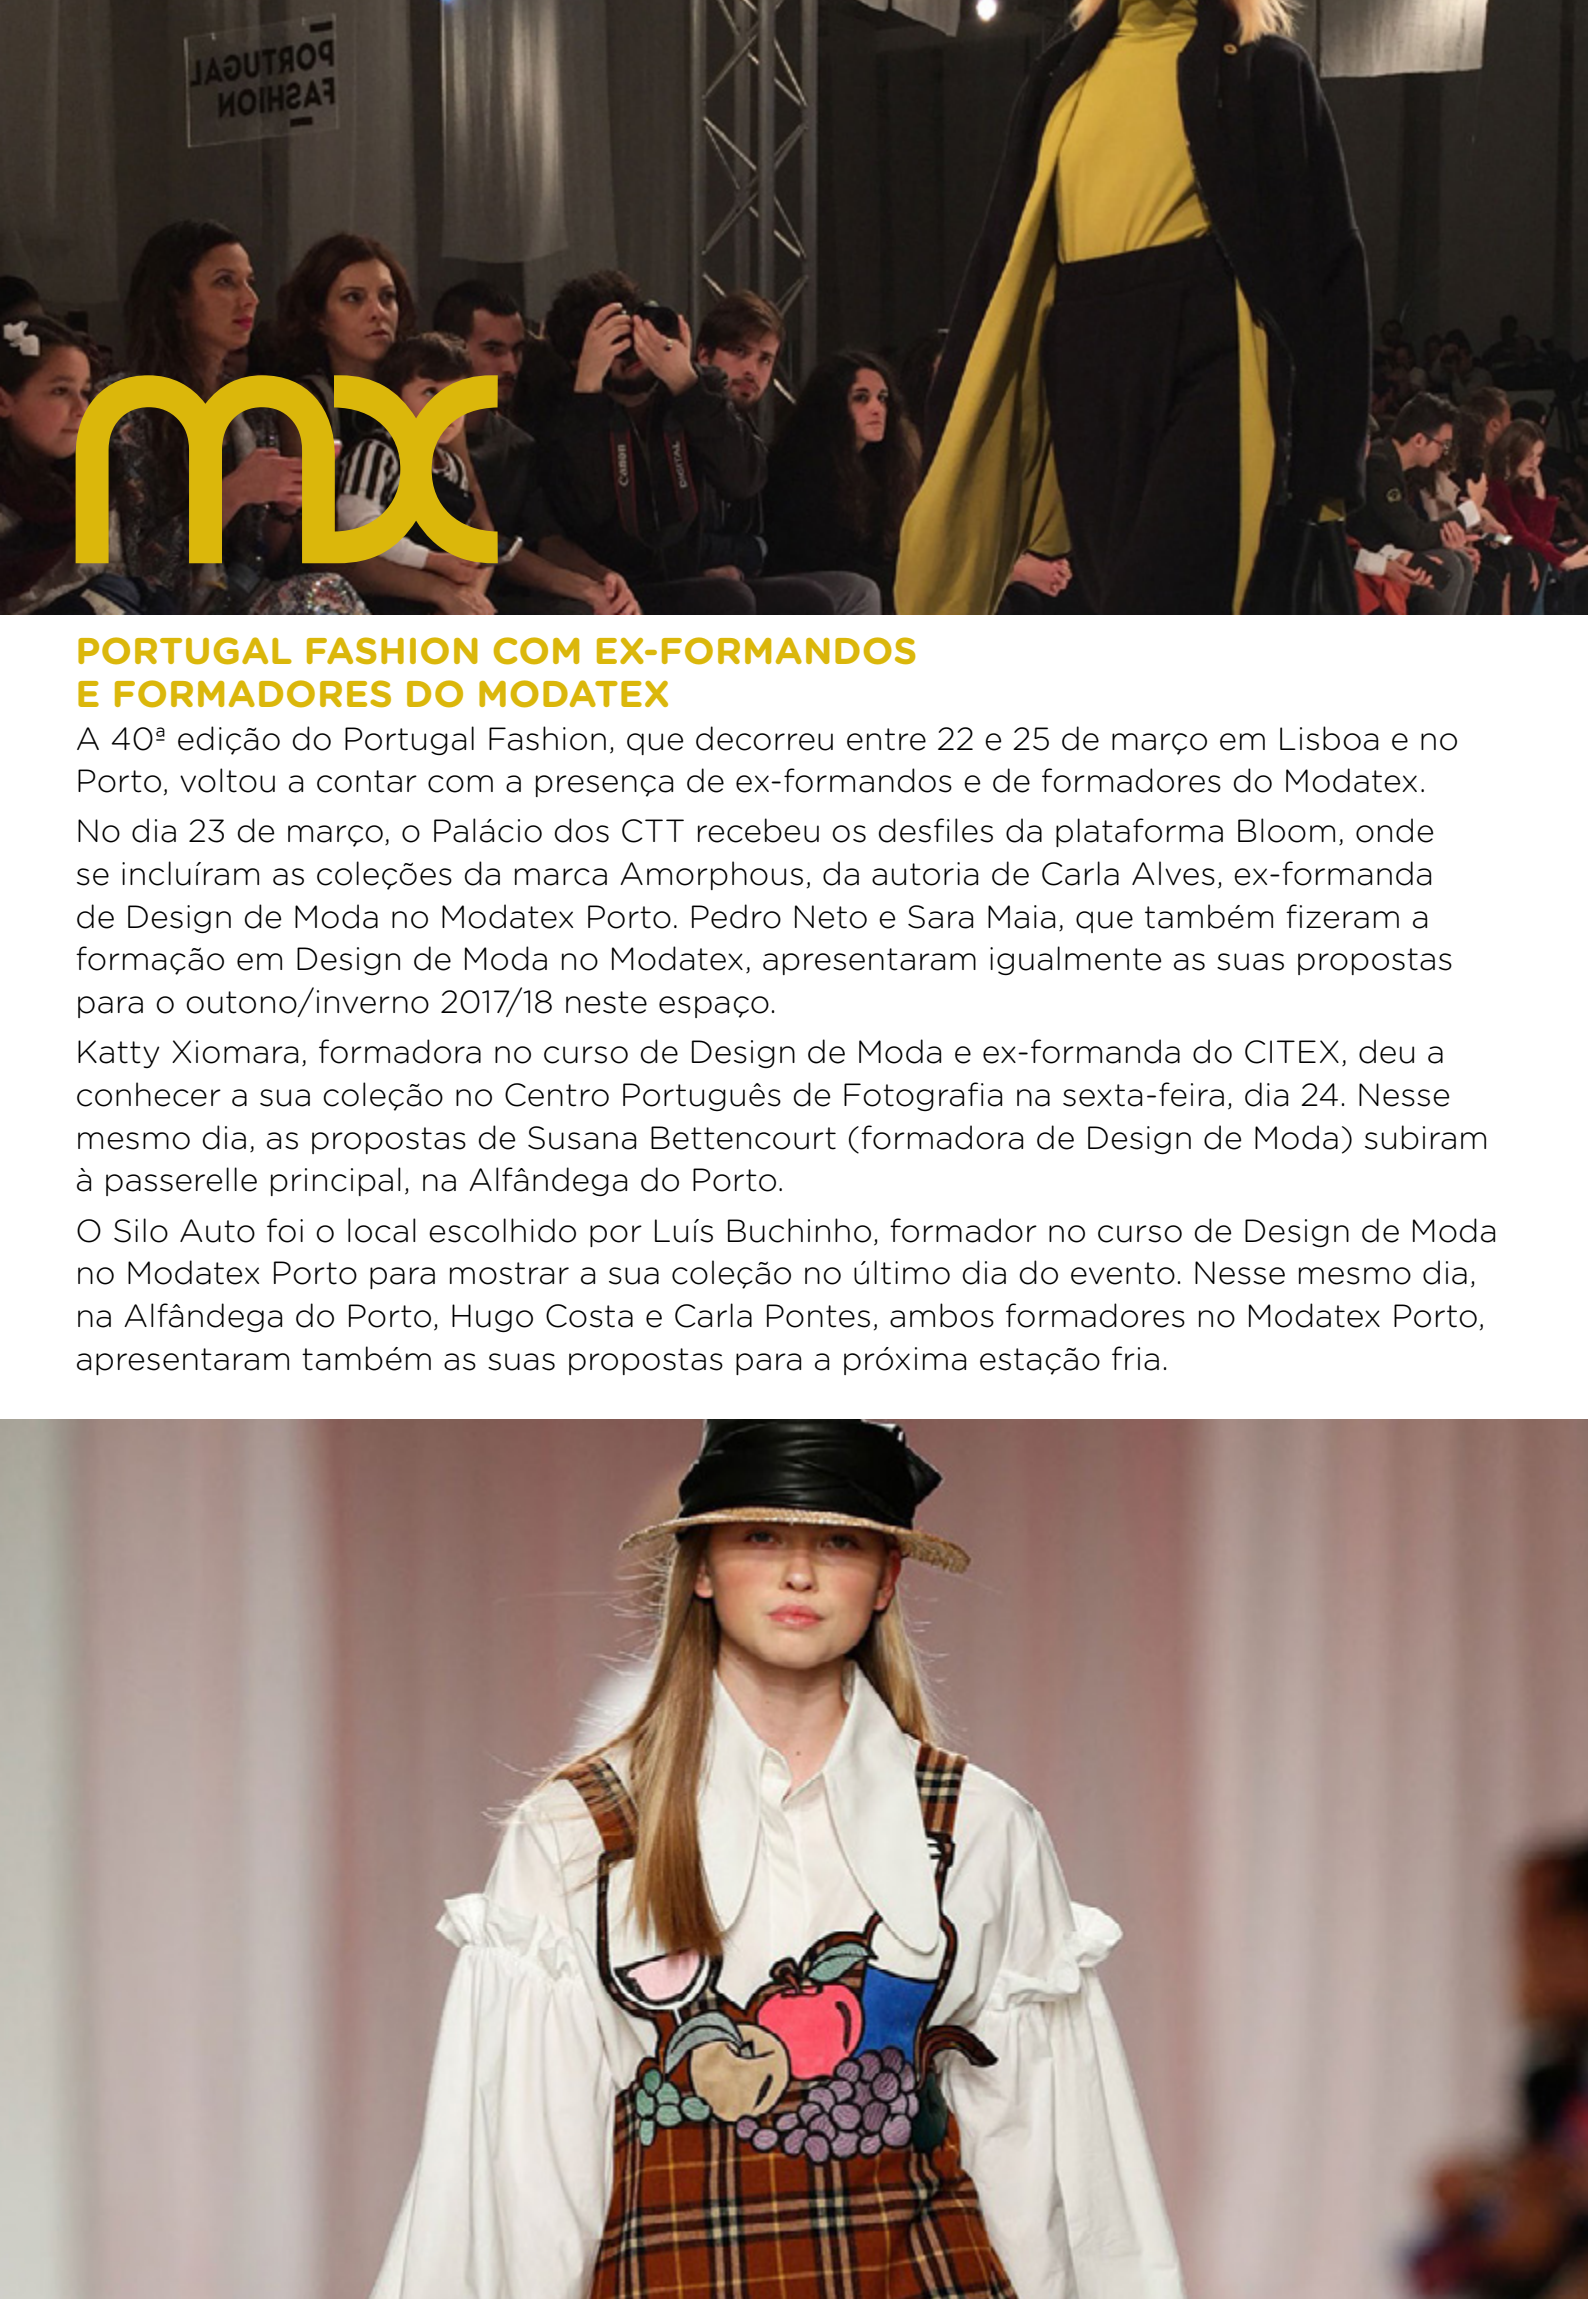 PORTUGAL
FASHION
Canon
DIGITAL
mx
PORTUGAL FASHION COM EX-FORMANDOS
E FORMADORES DO MODATEX
A 40ª edição do Portugal Fashion, que decorreu entre 22 e 25 de março em Lisboa e no
Porto, voltou a contar com a presença de ex-formandos e de formadores do Modatex.
No dia 23 de março, o Palácio dos CTT recebeu os desfiles da plataforma Bloom, onde
se incluíram as coleções da marca Amorphous, da autoria de Carla Alves, ex-formanda
de Design de Moda no Modatex Porto. Pedro Neto e Sara Maia, que também fizeram a
formação em Design de Moda no Modatex, apresentaram igualmente as suas propostas
para o outono/inverno 2017/18 neste espaço.
Katty Xiomara, formadora no curso de Design de Moda e ex-formanda do CITEX, deu a
conhecer a sua coleção no Centro Português de Fotografia na sexta-feira, dia 24. Nesse
mesmo dia, as propostas de Susana Bettencourt (formadora de Design de Moda) subiram
à passerelle principal, na Alfândega do Porto.
O Silo Auto foi o local escolhido por Luís Buchinho, formador no curso de Design de Moda
no Modatex Porto para mostrar a sua coleção no último dia do evento. Nesse mesmo dia,
na Alfândega do Porto, Hugo Costa e Carla Pontes, ambos formadores no Modatex Porto,
apresentaram também as suas propostas para a próxima estação fria.